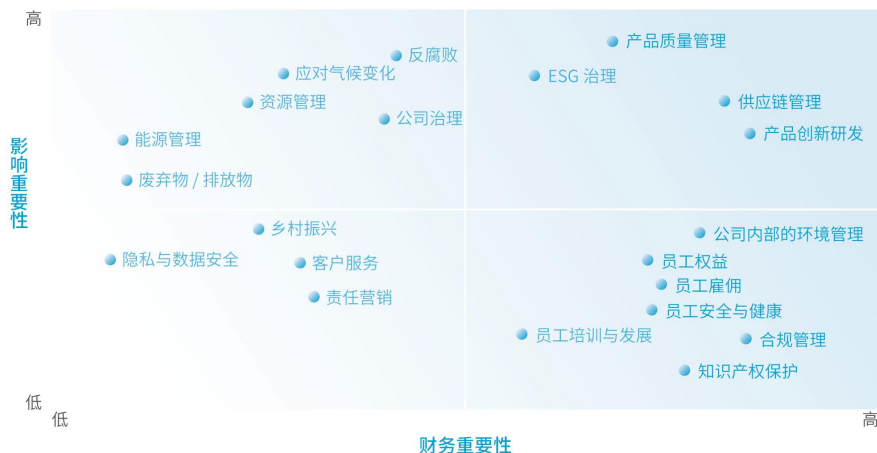 高
产品质量管理
反腐败
应对气候变化
ESG 治理
资源管理
供应链管理
公司治理
产品创新研发
能源管理
影响重要性
废弃物 / 排放物
乡村振兴
公司内部的环境管理
隐私与数据安全
客户服务
员工权益
员工雇佣
责任营销
员工安全与健康
员工培训与发展
合规管理
知识产权保护
低
低
高
财务重要性